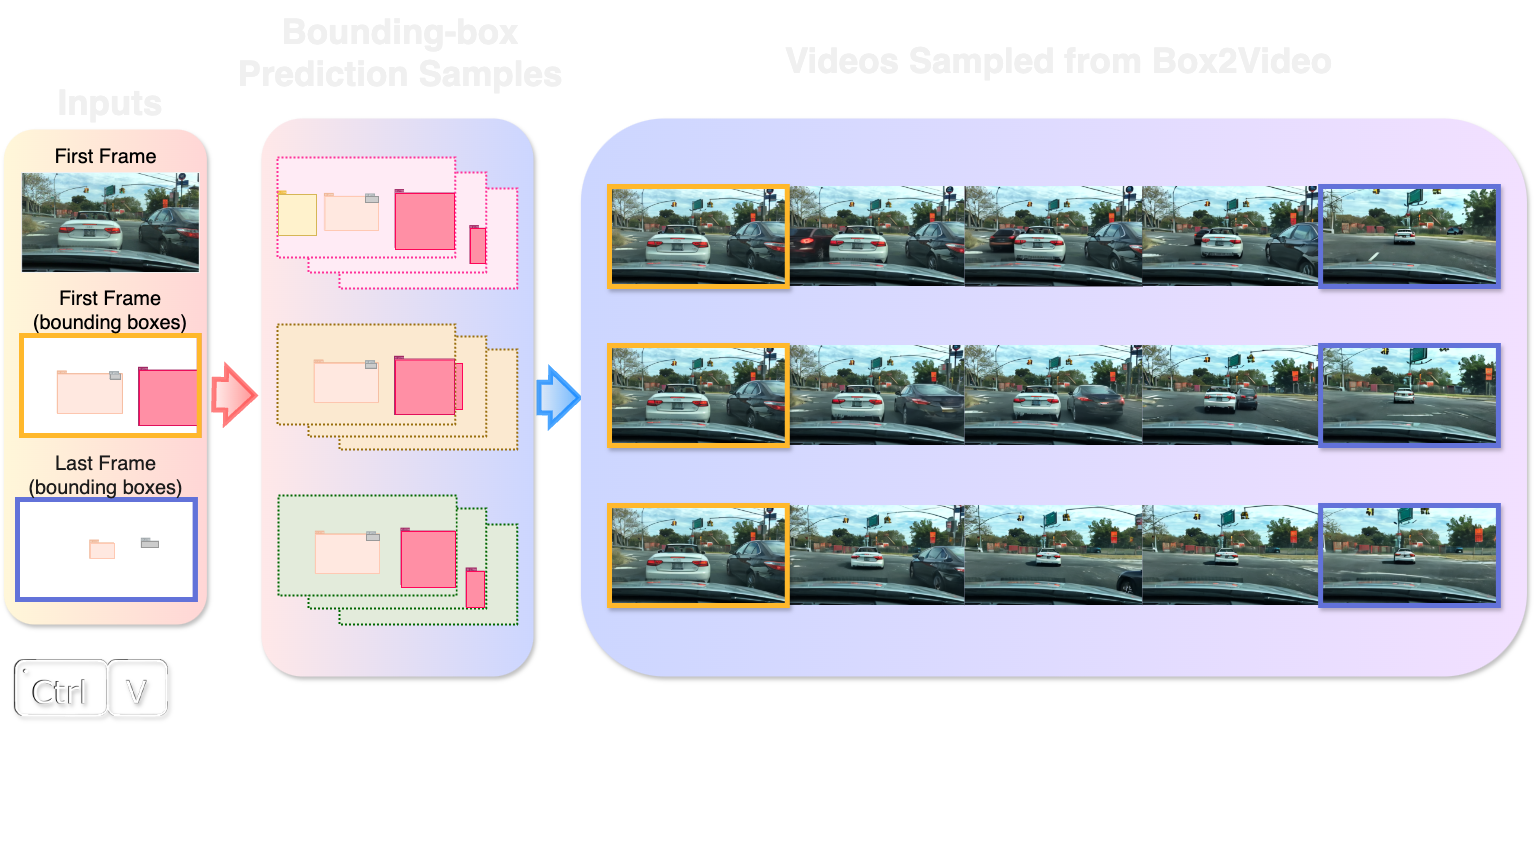 Bounding-box
Prediction Samples
Videos Sampled from Box2Video
Inputs
First Frame
First Frame
(bounding boxes)
Last Frame
(bounding boxes)
Ctrl
V